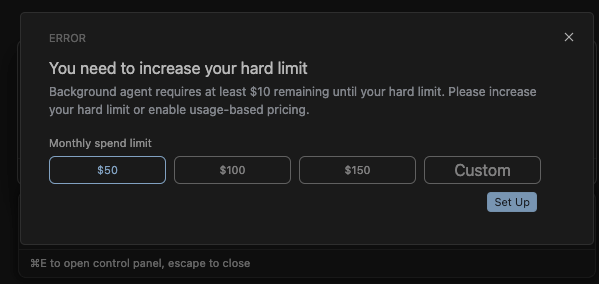 ERROR
You need to increase your hard limit
Background agent requires at least $10 remaining until your hard limit. Please increase
your hard limit or enable usage-based pricing.
Monthly spend limit
$50 $100 $150 Custom
Set Up
⌘E to open control panel, escape to close